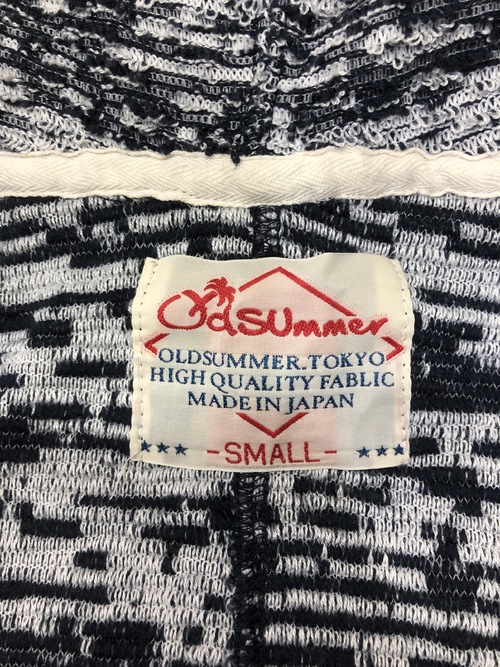 OldSUmmer
OLDSUMMER.TOKYO
HIGH QUALITY FABLIC
MADE IN JAPAN
-SMALL-